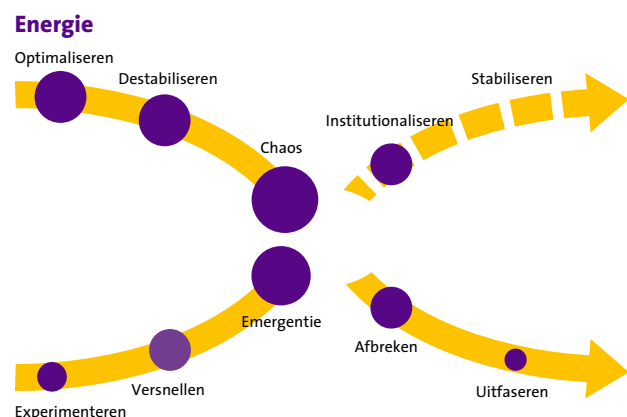 Energie
Optimaliseren
Destabiliseren
Stabiliseren
Institutionaliseren
Chaos
Emergentie
Afbreken
Versnellen
Uitfaseren
Experimenteren